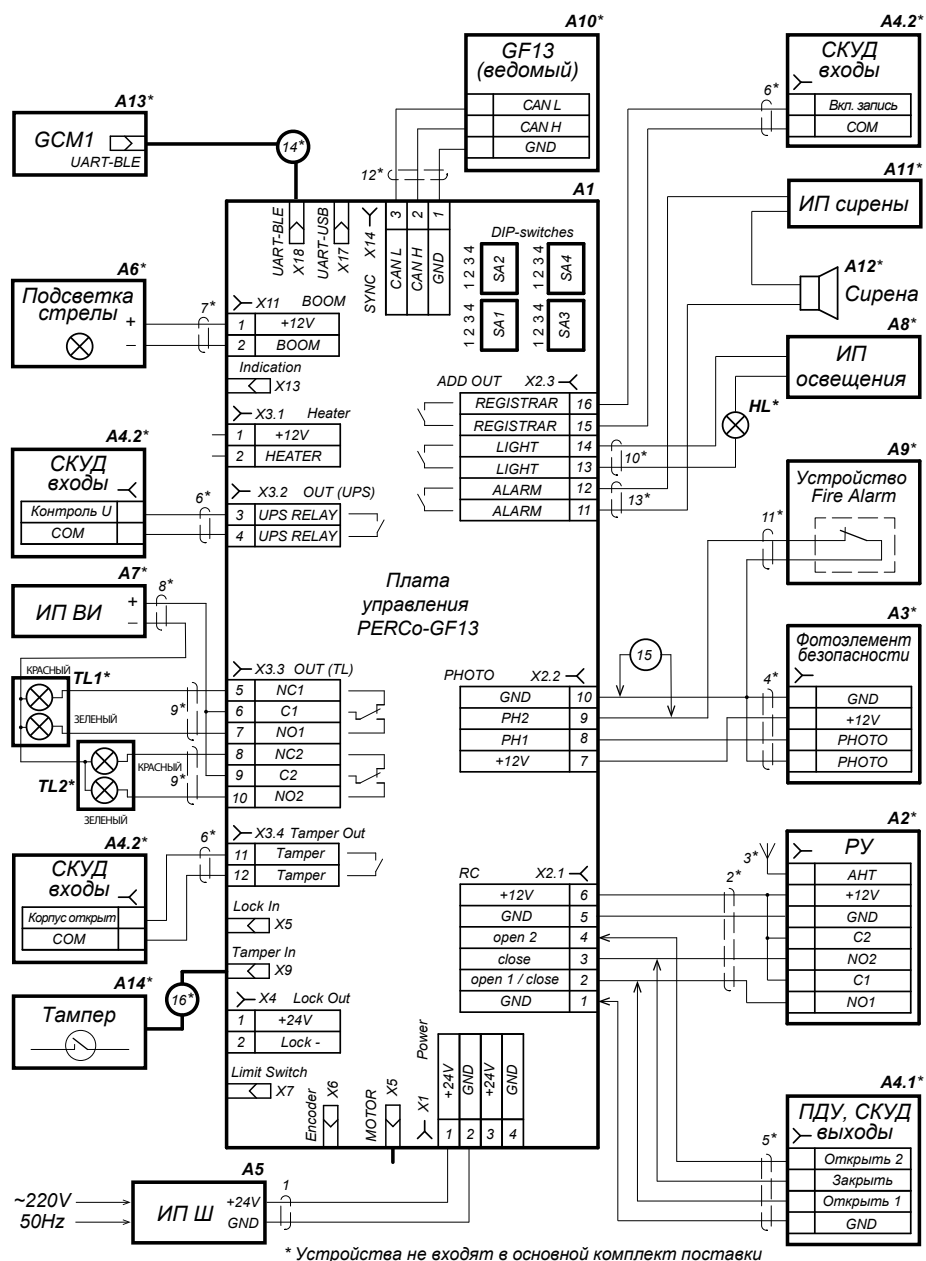 A10*
GF13
(ведомый)
CAN L
CAN H
GND
12*
A4.2*
СКУД
входы
6*
Вкл. запись
COM
A13*
GCM1
UART-BLE
14*
A11*
ИП сирены
A12*
Сирена
A8*
ИП
освещения
HL*
A1
UART-BLE
X18
UART-USB
X17
SYNC X14
3 2 1
CAN L
CAN H
GND
DIP-switches
1 2 3 4
SA2
1 2 3 4
SA4
1 2 3 4
SA1
1 2 3 4
SA3
A6*
Подсветка
стрелы
+
–
7*
X11 BOOM
1 +12V
2 BOOM
Indication
X13
X3.1 Heater
1 +12V
2 HEATER
A4.2*
СКУД
входы
Контроль U
COM
6*
X3.2 OUT (UPS)
3 UPS RELAY
4 UPS RELAY
ADD OUT X2.3
REGISTRAR 16
REGISTRAR 15
LIGHT 14
LIGHT 13
ALARM 12
ALARM 11
10*
13*
A9*
Устройство
Fire Alarm
11*
Плата
управления
PERCo-GF13
A7*
ИП ВИ
+
–
8*
КРАСНЫЙ
TL1*
ЗЕЛЕНЫЙ
9*
X3.3 OUT (TL)
5 NC1
6 C1
7 NO1
8 NC2
9 C2
10 NO2
КРАСНЫЙ
TL2*
9*
ЗЕЛЕНЫЙ
15
PHOTO X2.2
GND 10
PH2 9
PH1 8
+12V 7
A3*
Фотоэлемент
безопасности
4*
GND
+12V
PHOTO
PHOTO
A4.2*
СКУД
входы
Корпус открыт
COM
6*
X3.4 Tamper Out
11 Tamper
12 Tamper
Lock In
X5
Tamper In
X9
A14*
Тампер
16*
X4 Lock Out
1 +24V
2 Lock -
Limit Switch
X7
RC X2.1
+12V 6
GND 5
open 2 4
close 3
open 1 / close 2
GND 1
A2*
РУ
3*
2*
АНТ
+12V
GND
C2
NO2
C1
NO1
Encoder
X6
MOTOR
X5
Power
X1
+24V
GND
+24V
GND
1 2 3 4
A4.1*
ПДУ, СКУД
выходы
5*
Открыть 2
Закрыть
Открыть 1
GND
A5
~220V
50Hz
ИП Ш
+24V
GND
1
* Устройства не входят в основной комплект поставки